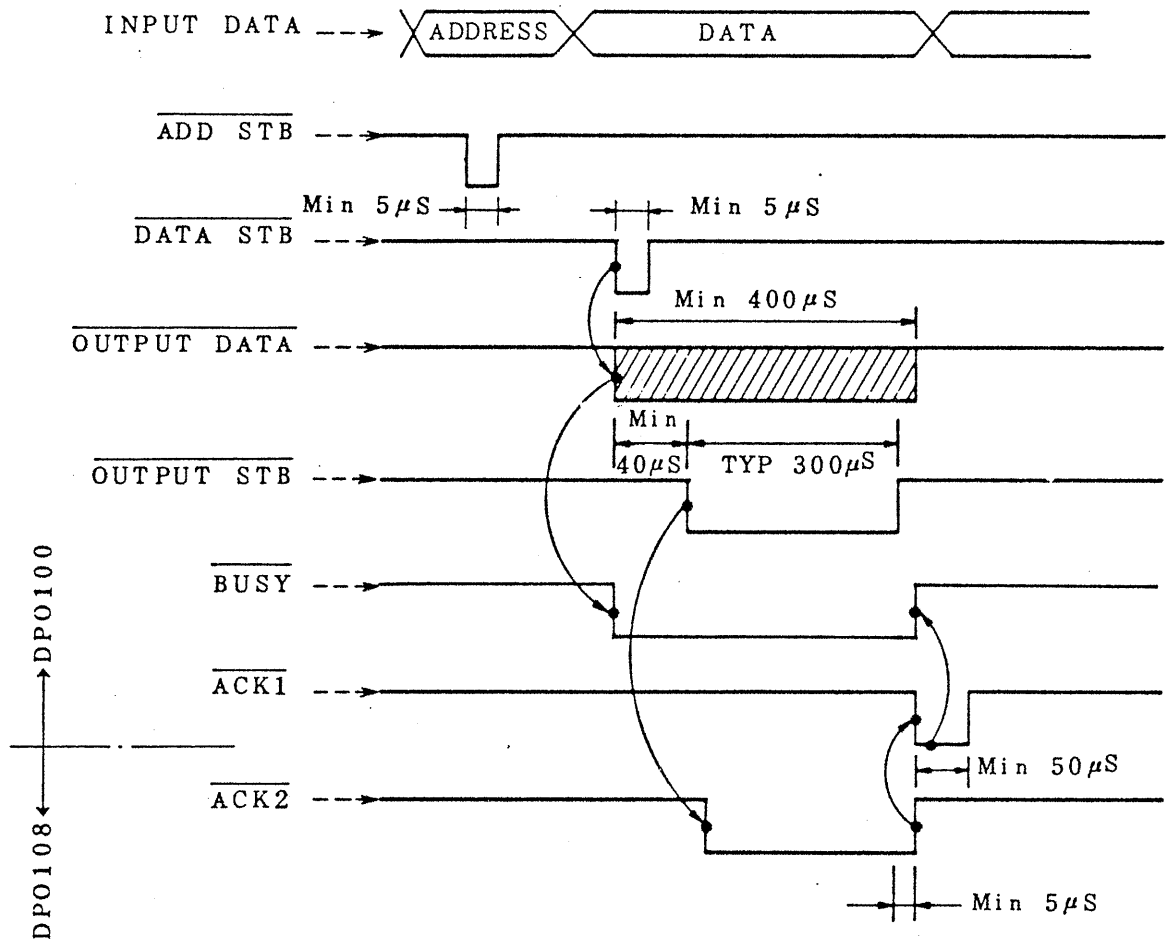 INPUT DATA
ADDRESS
DATA
ADD STB
Min 5μS
Min 5μS
DATA STB
Min 400μS
OUTPUT DATA
Min
40μS
TYP 300μS
OUTPUT STB
BUSY
DPO100
ACK1
Min 50μS
ACK2
DPO108
Min 5μS